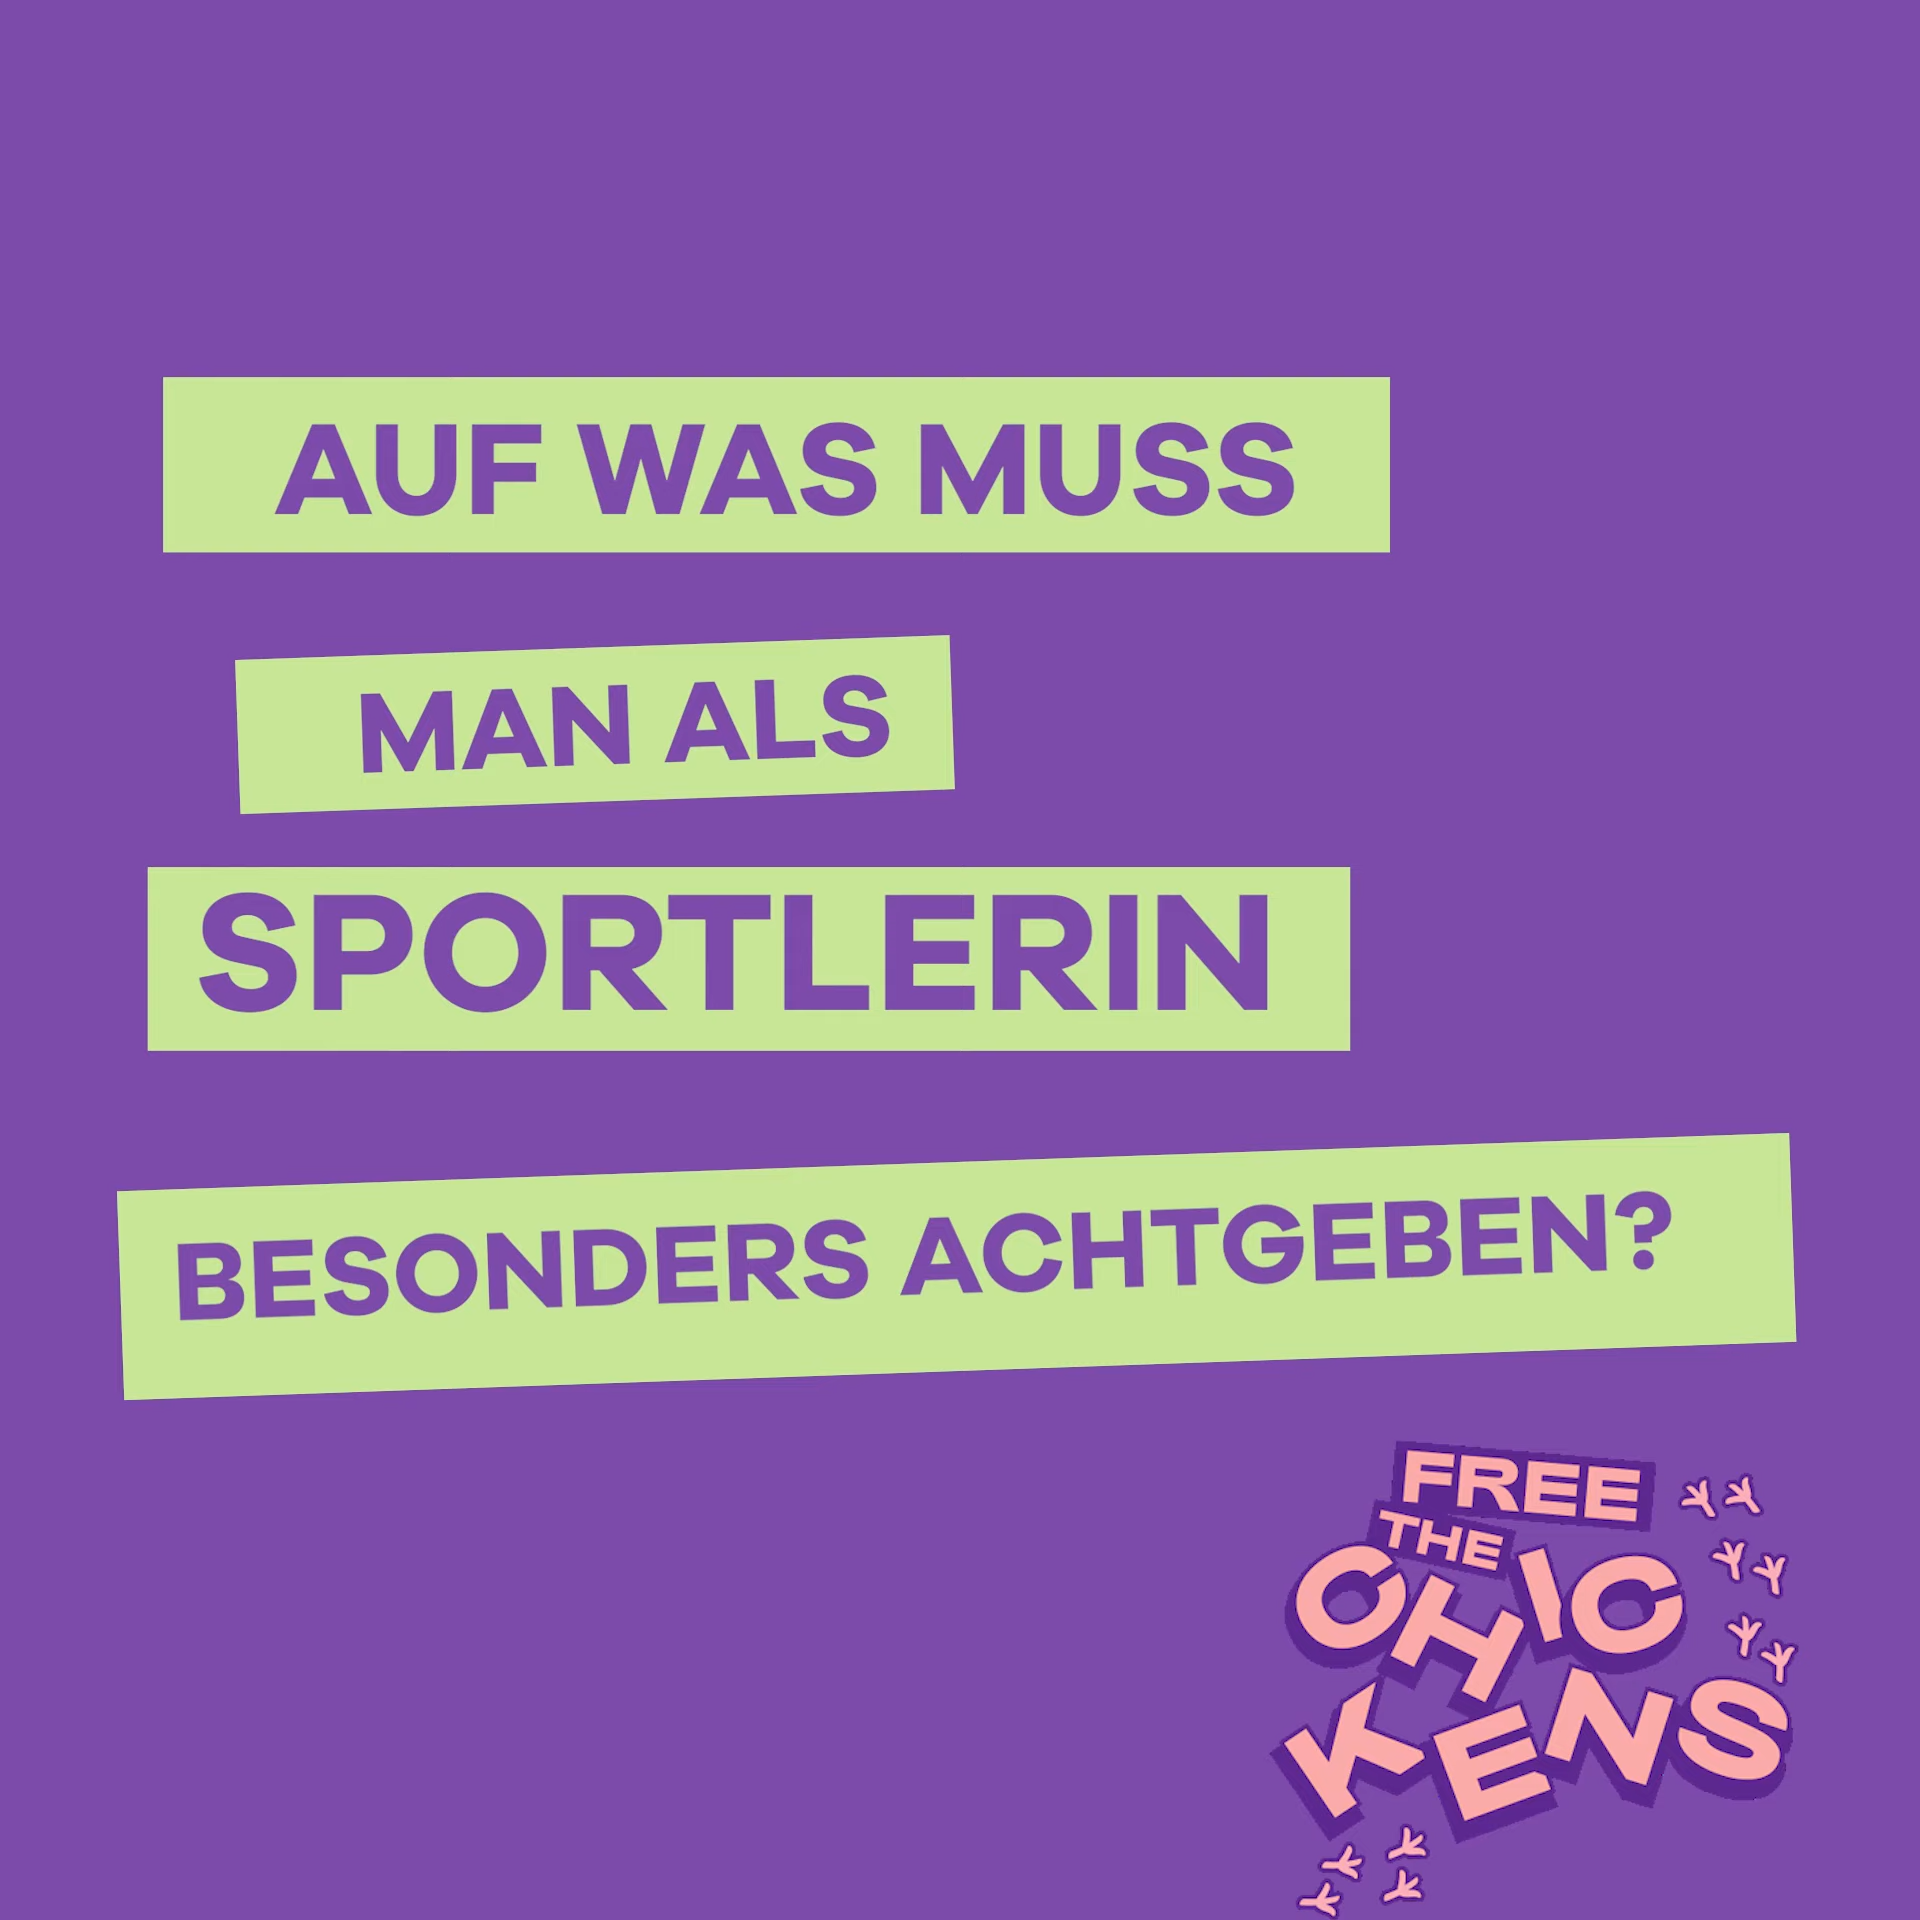 AUF WAS MUSS
MAN ALS
SPORTLERIN
BESONDERS ACHTGEBEN?
FREE
THE
CHIC
KENS